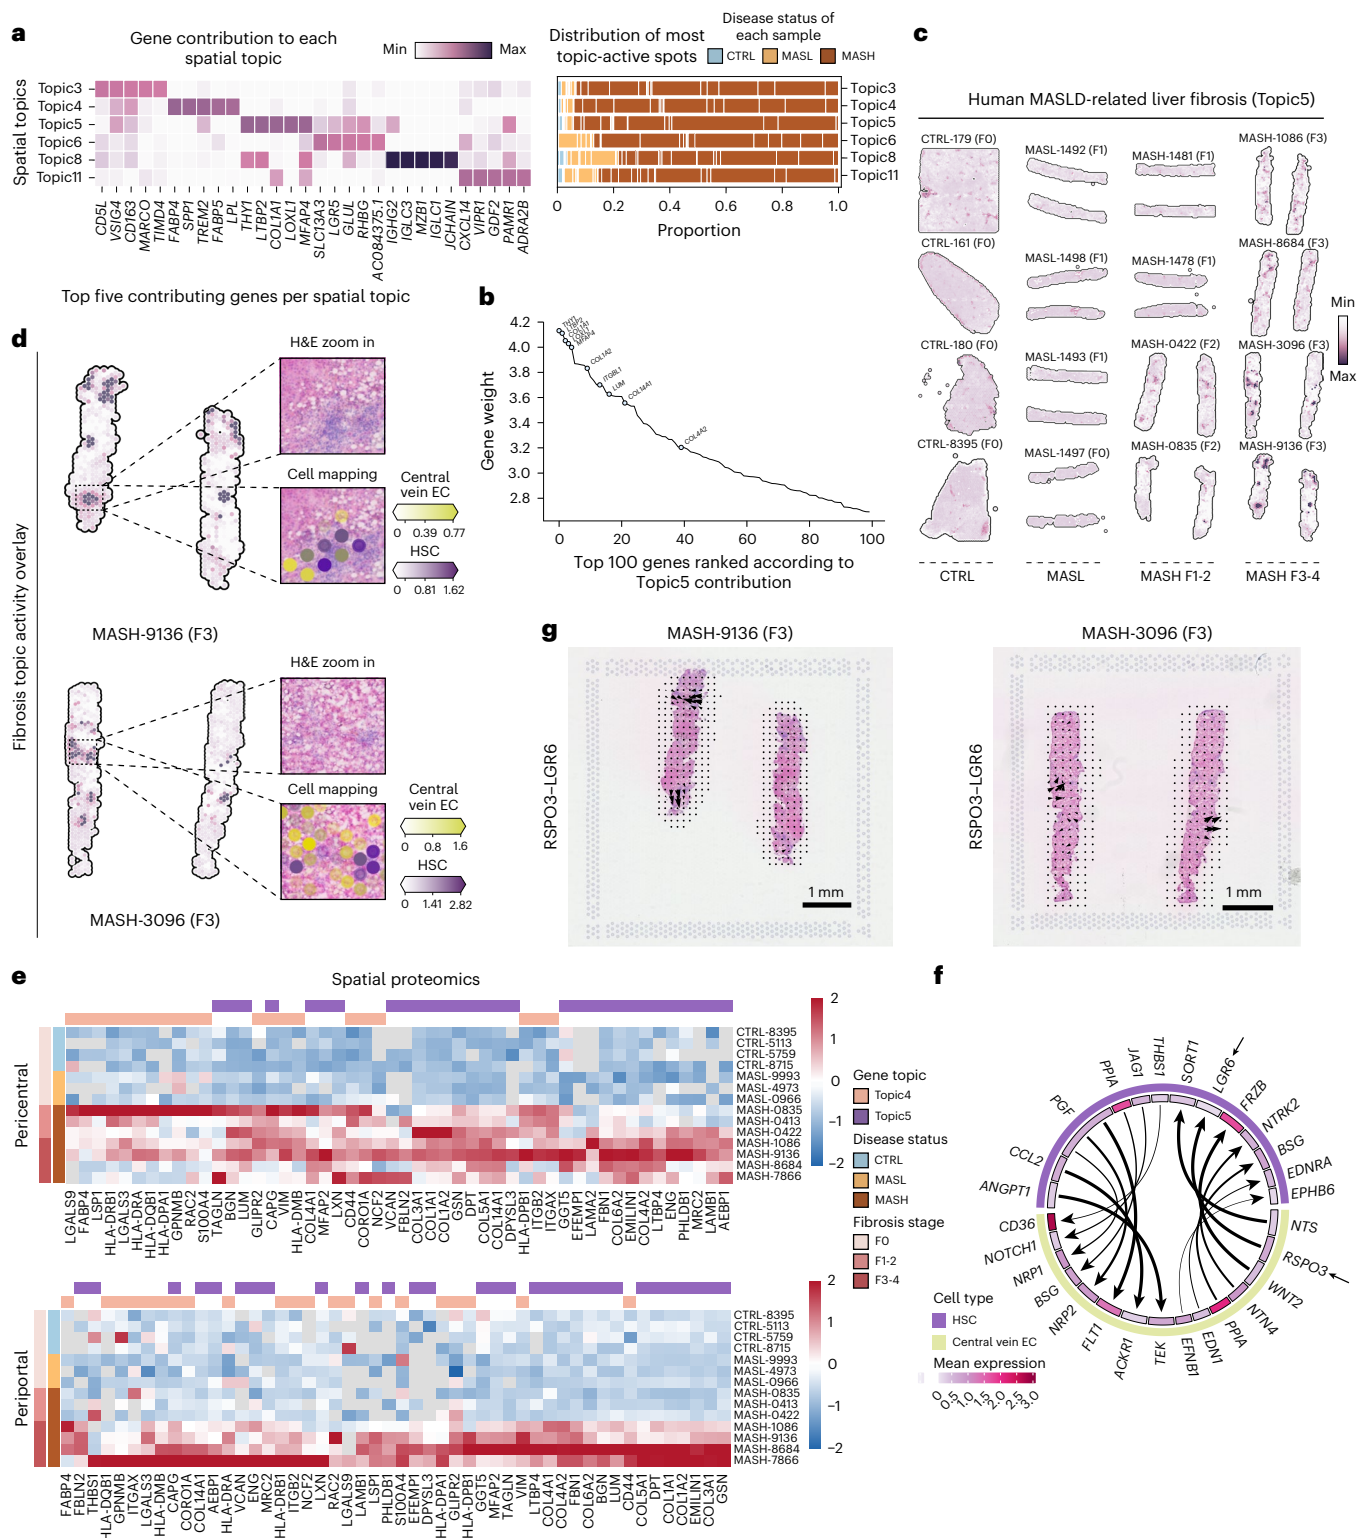 a
Gene contribution to each
spatial topic
Min
Max
Spatial topics
Topic3
Topic4
Topic5
Topic6
Topic8
Topic11
CD5L
VSIG4
CD163
MARCO
TIMD4
FABP4
SPP1
TREM2
FABP5
LPL
THY1
LTBP2
COL1A1
LOXL1
MFAP4
SLC13A3
LGR5
GLUL
RHBG
AC084375.1
IGHG2
IGLC3
MZB1
IGLC1
JCHAIN
CXCL14
VIPR1
GDF2
PAMR1
ADRA2B
Top five contributing genes per spatial topic
Distribution of most
topic-active spots
Disease status of
each sample
CTRL
MASL
MASH
Topic3
Topic4
Topic5
Topic6
Topic8
Topic11
0
0.2
0.4
0.6
0.8
1.0
Proportion
b
Gene weight
4.2
4.0
3.8
3.6
3.4
3.2
3.0
2.8
THY1
LTBP2
COL1A1
LOXL1
MFAP4
COL1A2
ITGBL1
LUM
COL14A1
COL4A2
0
20
40
60
80
100
Top 100 genes ranked according to
Topic5 contribution
c
Human MASLD-related liver fibrosis (Topic5)
CTRL-179 (F0)
MASL-1492 (F1)
MASH-1481 (F1)
MASH-1086 (F3)
CTRL-161 (F0)
MASL-1498 (F1)
MASH-1478 (F1)
MASH-8684 (F3)
CTRL-180 (F0)
MASL-1493 (F1)
MASH-0422 (F2)
MASH-3096 (F3)
CTRL-8395 (F0)
MASL-1497 (F0)
MASH-0835 (F2)
MASH-9136 (F3)
CTRL
MASL
MASH F1-2
MASH F3-4
Min
Max
d
Fibrosis topic activity overlay
H&E zoom in
Cell mapping
Central
vein EC
0 0.39 0.77
HSC
0 0.81 1.62
MASH-9136 (F3)
H&E zoom in
Cell mapping
Central
vein EC
0 0.8 1.6
HSC
0 1.41 2.82
MASH-3096 (F3)
g
MASH-9136 (F3)
RSPO3–LGR6
1 mm
MASH-3096 (F3)
RSPO3–LGR6
1 mm
e
Spatial proteomics
Pericentral
CTRL-8395
CTRL-5113
CTRL-5759
CTRL-8715
MASL-9993
MASL-4973
MASL-0966
MASH-0835
MASH-0413
MASH-0422
MASH-1086
MASH-9136
MASH-8684
MASH-7866
LGALS9
FABP4
LSP1
HLA-DRB1
LGALS3
HLA-DRA
HLA-DQB1
HLA-DPA1
GPNMB
RAC2
S100A4
TAGLN
BGN
LUM
GLIPR2
CAPG
VIM
HLA-DMB
COL4A1
MFAP2
LXN
CD44
CORO1A
NCF2
VCAN
FBLN2
COL3A1
COL1A1
COL1A2
GSN
DPT
COL5A1
COL14A1
DPYSL3
HLA-DPB1
ITGB2
ITGAX
GGT5
EFEMP1
LAMA2
FBN1
COL6A2
EMILIN1
COL4A2
LTBP4
ENG
PHLDB1
MRC2
LAMB1
AEBP1
2
1
0
−1
−2
Gene topic
Topic4
Topic5
Disease status
CTRL
MASL
MASH
Fibrosis stage
F0
F1-2
F3-4
Periportal
CTRL-8395
CTRL-5113
CTRL-5759
CTRL-8715
MASL-9993
MASL-4973
MASL-0966
MASH-0835
MASH-0413
MASH-0422
MASH-1086
MASH-9136
MASH-8684
MASH-7866
FABP4
FBLN2
THBS1
HLA-DQB1
GPNMB
ITGAX
LGALS3
HLA-DMB
CAPG
CORO1A
COL14A1
AEBP1
HLA-DRA
VCAN
ENG
MRC2
HLA-DRB1
ITGB2
NCF2
LXN
RAC2
LGALS9
LAMB1
LSP1
PHLDB1
S100A4
EFEMP1
DPYSL3
HLA-DPA1
GLIPR2
HLA-DPB1
GGT5
MFAP2
TAGLN
VIM
LTBP4
COL4A1
COL4A2
FBN1
COL6A2
BGN
LUM
CD44
COL5A1
DPT
COL1A1
COL1A2
EMILIN1
COL3A1
GSN
2
1
0
−1
−2
f
ANGPT1
CCL2
PGF
PPIA
JAG1
THBS1
SORT1
LGR6
FRZB
NTRK2
BSG
EDNRA
EPHB6
NTS
RSPO3
WNT2
NTN4
PPIA
EDN1
EFNB1
TEK
ACKR1
FLT1
NRP2
BSG
NRP1
NOTCH1
CD36
Cell type
HSC
Central vein EC
Mean expression
0
0.5
1.0
1.5
2.0
2.5
3.0